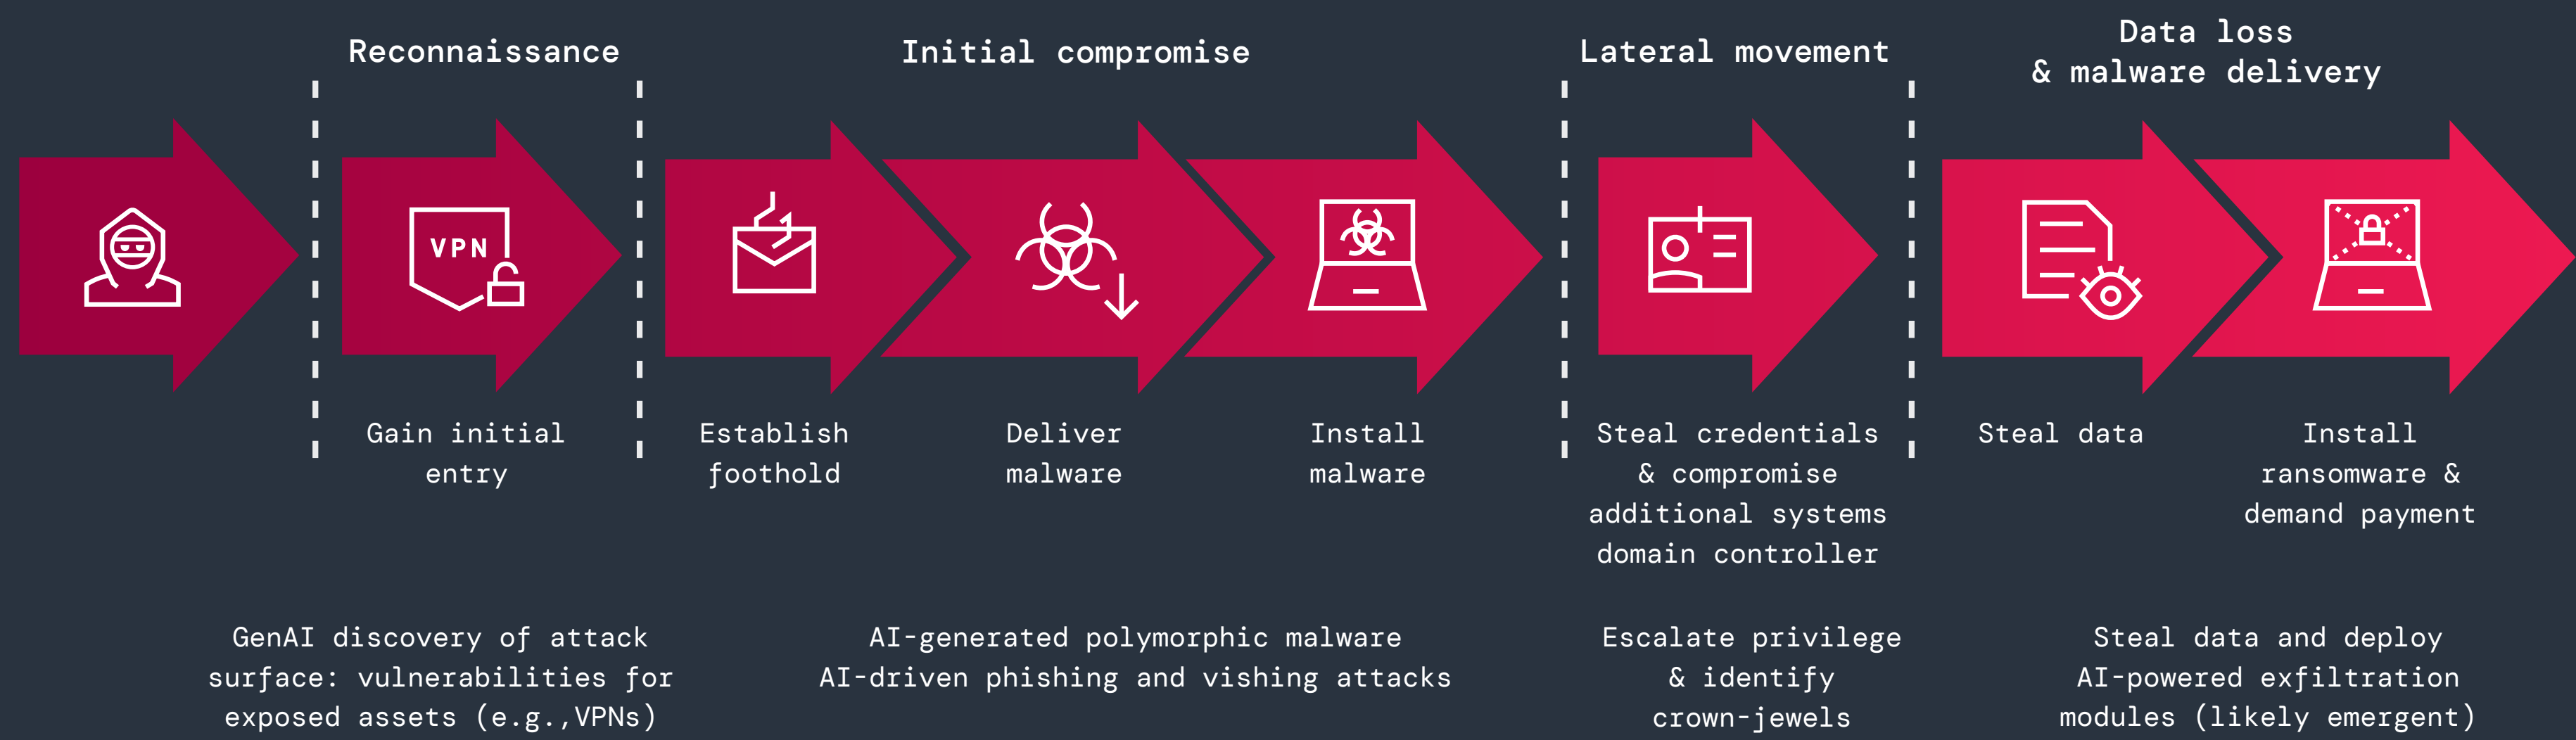 Reconnaissance
Initial compromise
Lateral movement
Data loss
& malware delivery
VPN
Gain initial
entry
Establish
foothold
Deliver
malware
Install
malware
Steal credentials
& compromise
additional systems
domain controller
Steal data
Install
ransomware &
demand payment
GenAI discovery of attack
surface: vulnerabilities for
exposed assets (e.g.,VPNs)
AI-generated polymorphic malware
AI-driven phishing and vishing attacks
Escalate privilege
& identify
crown-jewels
Steal data and deploy
AI-powered exfiltration
modules (likely emergent)